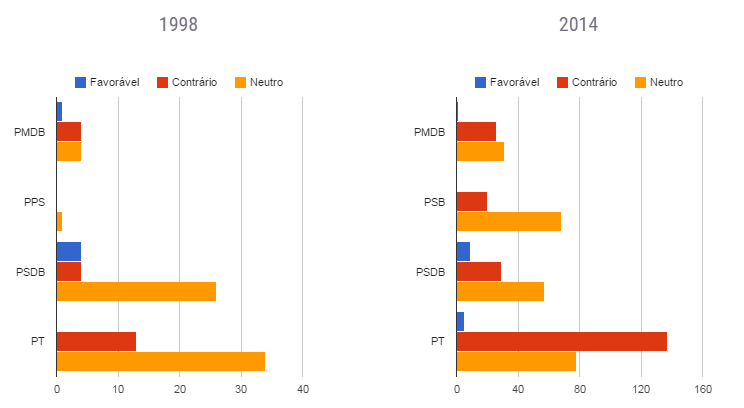 1998
Favorável Contrário Neutro
PMDB
PPS
PSDB
PT
0 10 20 30 40
2014
Favorável Contrário Neutro
PMDB
PSB
PSDB
PT
0 40 80 120 160